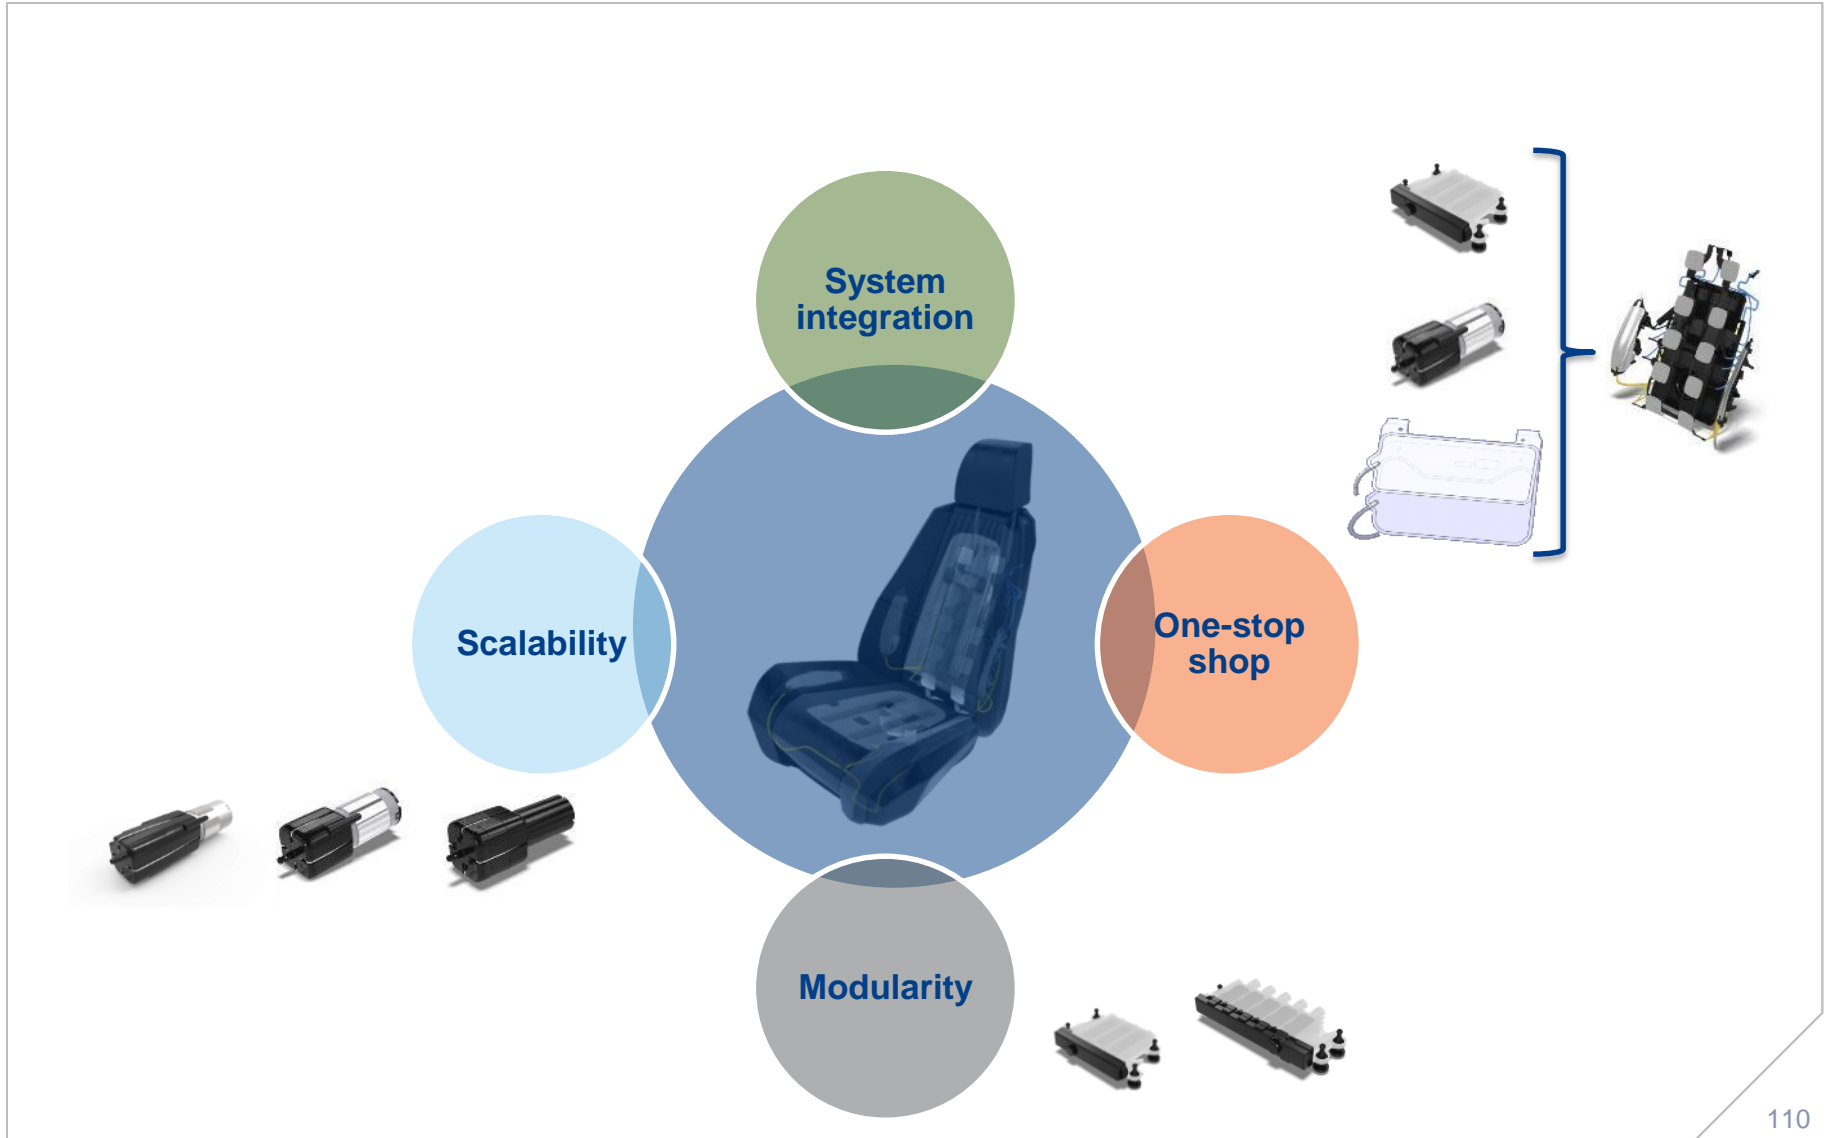 System
integration
Scalability
One-stop
shop
Modularity
110